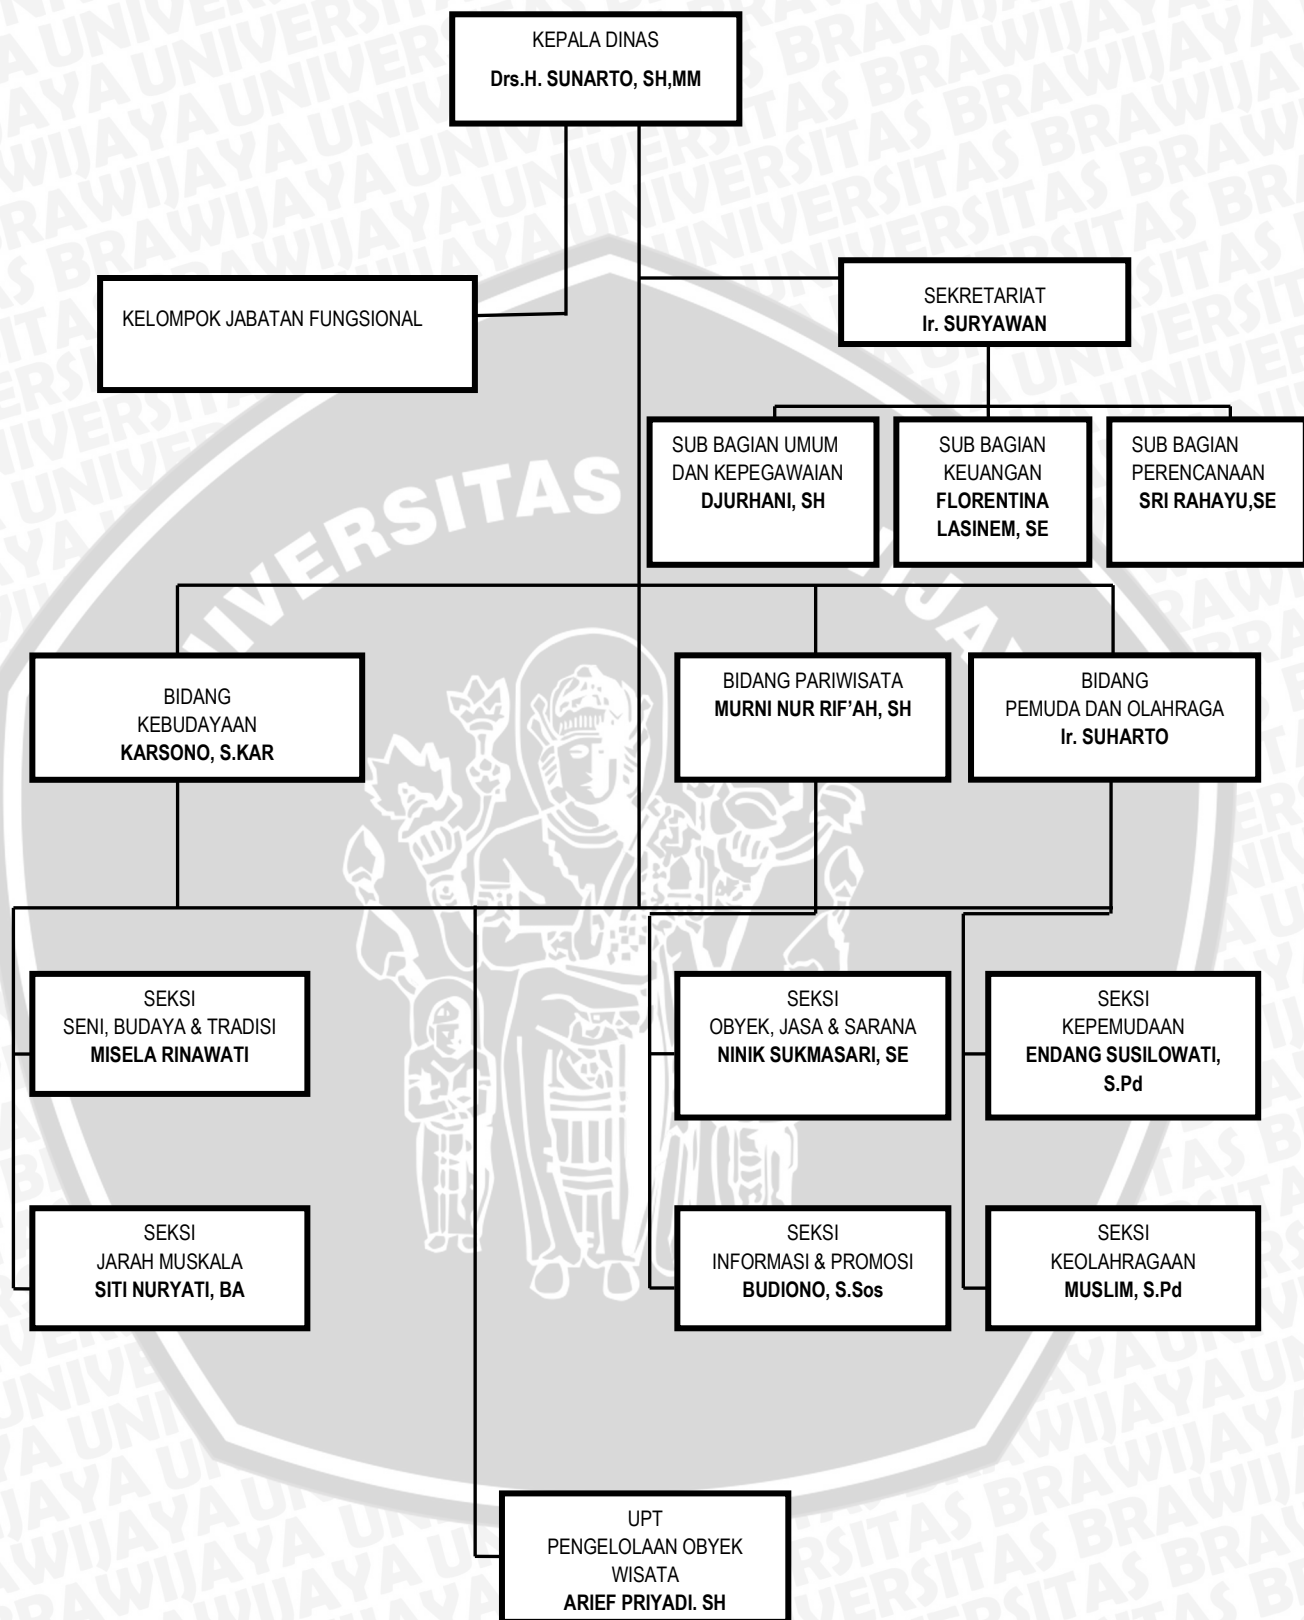 KEPALA DINAS
Drs.H. SUNARTO, SH,MM
KELOMPOK JABATAN FUNGSIONAL
SEKRETARIAT
Ir. SURYAWAN
SUB BAGIAN UMUM
DAN KEPEGAWAIAN
DJURHANI, SH
SUB BAGIAN
KEUANGAN
FLORENTINA
LASINEM, SE
SUB BAGIAN
PERENCANAAN
SRI RAHAYU,SE
BIDANG
KEBUDAYAAN
KARSONO, S.KAR
BIDANG PARIWISATA
MURNI NUR RIF’AH, SH
BIDANG
PEMUDA DAN OLAHRAGA
Ir. SUHARTO
SEKSI
SENI, BUDAYA & TRADISI
MISELA RINAWATI
SEKSI
OBYEK, JASA & SARANA
NINIK SUKMASARI, SE
SEKSI
KEPEMUDAAN
ENDANG SUSILOWATI,
S.Pd
SEKSI
JARAH MUSKALA
SITI NURYATI, BA
SEKSI
INFORMASI & PROMOSI
BUDIONO, S.Sos
SEKSI
KEOLAHRAGAAN
MUSLIM, S.Pd
UPT
PENGELOLAAN OBYEK
WISATA
ARIEF PRIYADI. SH